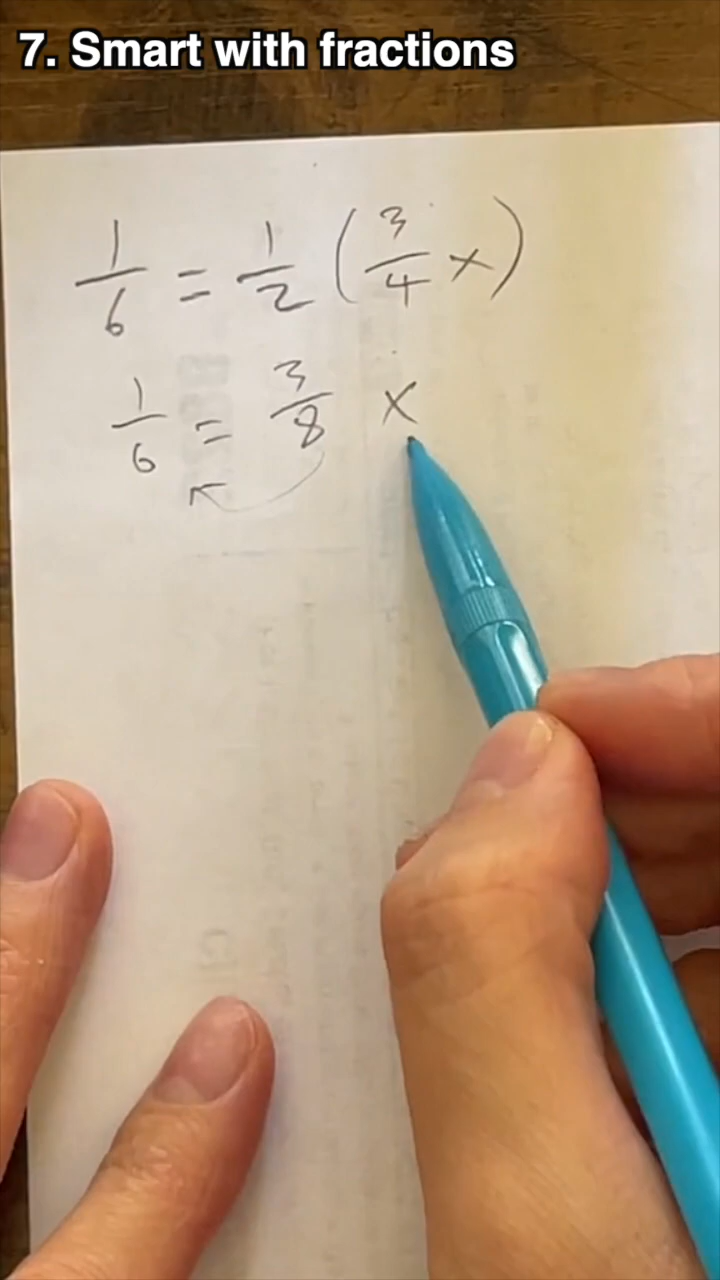 7. Smart with fractions
1/6 = 1/2 (3/4 x)
1/6 = 3/8 x